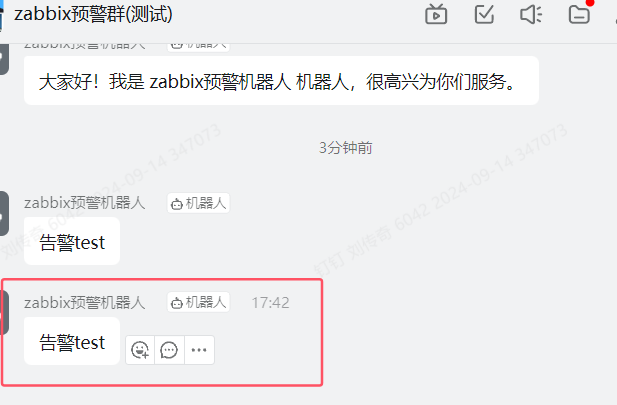 zabbix预警群(测试)
zabbix预警机器人 机器人
大家好！我是 zabbix预警机器人 机器人，很高兴为你们服务。
3分钟前
zabbix预警机器人 机器人
告警test
zabbix预警机器人 机器人 17:42
告警test
刘传奇 6042 2024-09-14 347073
钉钉 刘传奇 6042 2024-09-14 347073